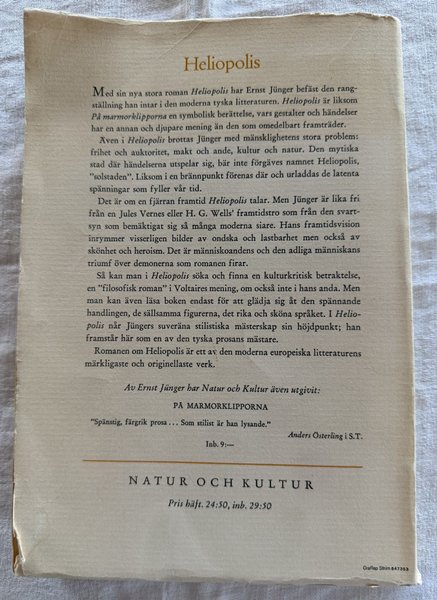 Heliopolis
Med sin nya stora roman Heliopolis har Ernst Jünger befäst den rang-
ställning han intar i den moderna tyska litteraturen. Heliopolis är liksom
På marmorklipporna en symbolisk berättelse, vars gestalter och händelser
har en annan och djupare mening än den som omedelbart framträder.
Även i Heliopolis brottas Jünger med mänsklighetens stora problem:
frihet och auktoritet, makt och ande, kultur och natur. Den mytiska
stad där händelserna utspelar sig, bär inte förgäves namnet Heliopolis,
"solstaden". Liksom i en brännpunkt förenas där och urladdas de latenta
spänningar som fyller vår tid.
Det är om en fjärran framtid Heliopolis talar. Men Jünger är lika fri
från en Jules Vernes eller H. G. Wells' framtidstro som från den svart-
syn som bemäktigat sig så många moderna siare. Hans framtidsvision
inrymmer visserligen bilder av ondska och lastbarhet men också av
skönhet och heroism. Det är människoanden och den adliga människans
triumf över demonerna som romanen firar.
Så kan man i Heliopolis söka och finna en kulturkritisk betraktelse,
en "filosofisk roman" i Voltaires mening, om också inte i hans anda. Men
man kan även läsa boken endast för att glädja sig åt den spännande
handlingen, de sällsamma figurerna, det rika och sköna språket. I Helio-
polis når Jüngers suveräna stilistiska mästerskap sin höjdpunkt; han
framstår här som en av den tyska prosans mästare.
Romanen om Heliopolis är ett av den moderna europeiska litteraturens
märkligaste och originellaste verk.
Av Ernst Jünger har Natur och Kultur även utgivit:
PÅ MARMORKLIPPORNA
"Spänstig, färgrik prosa . . . Som stilist är han lysande."
Anders Österling i S.T.
Inb. 9:—
NATUR OCH KULTUR
Pris häft. 24:50, inb. 29:50